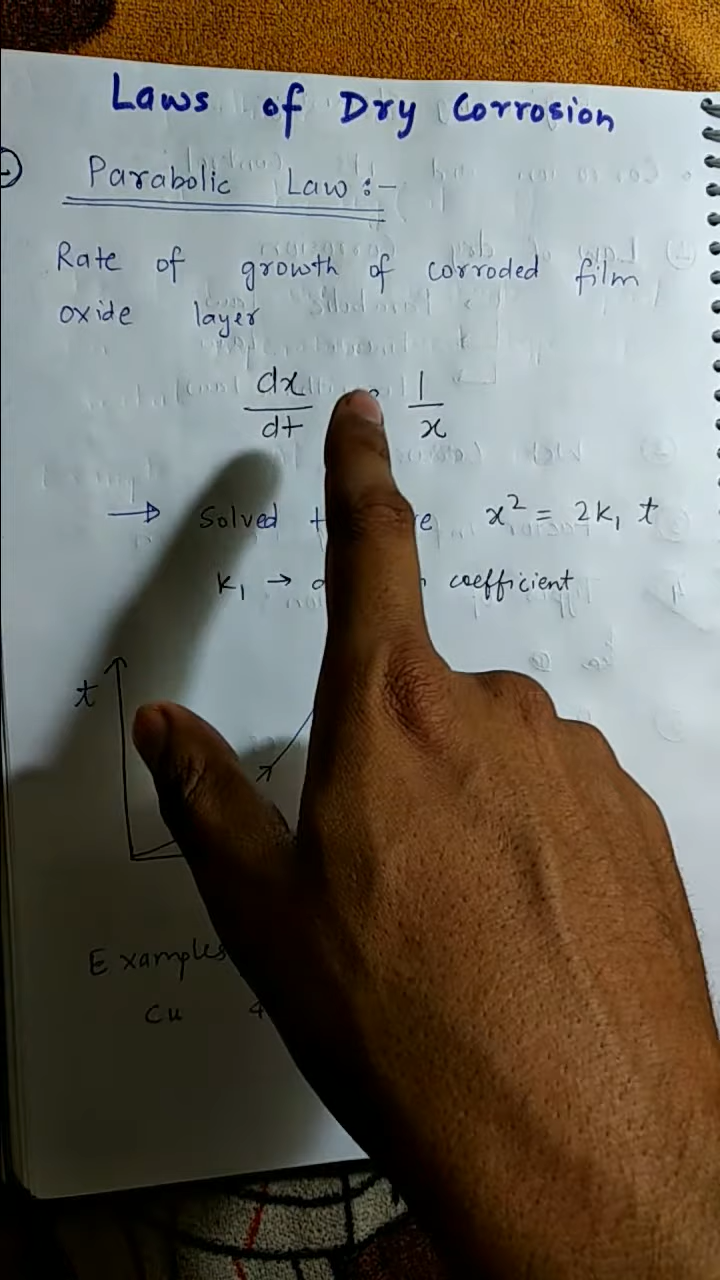 Laws of Dry Corrosion
Parabolic Law :-
Rate of growth of corroded film
oxide layer
dx/dt 1/x
→ Solved x² = 2k₁ t
k₁ → coefficient
t
Examples
Cu